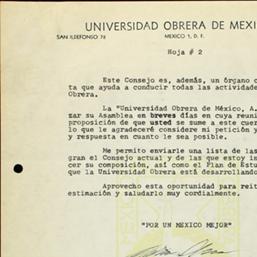 UNIVERSIDAD OBRERA DE MEXI
SAN ILDEFONSO 72 MEXICO 1, D. F.
Hoja # 2
Este Consejo es, además, un órgano c
ta que ayuda a conducir todas las actividade
Obrera.
La "Universidad Obrera de México, A.
zar su Asamblea en breves días en cuya reuni
proposición de que usted se sume a este cuer
lo que le agradeceré considere mi petición y
y respuesta en cuanto le sea posible.
Me permito enviarle una lista de las
gran el Consejo actual y de las que estoy in
cer su composición, así como el Plan de Estu
que la Universidad Obrera está desarrollando
Aprovecho esta oportunidad para reit
estimación y saludarlo muy cordialmente.
"POR UN MEXICO MEJOR"